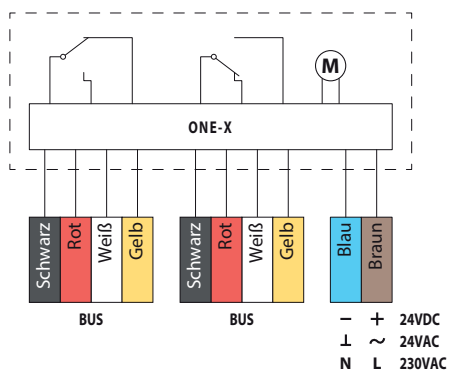 M
ONE-X
Schwarz Rot Weiß Gelb Schwarz Rot Weiß Gelb Blau Braun
BUS BUS
− + 24VDC
⊥ ~ 24VAC
N L 230VAC